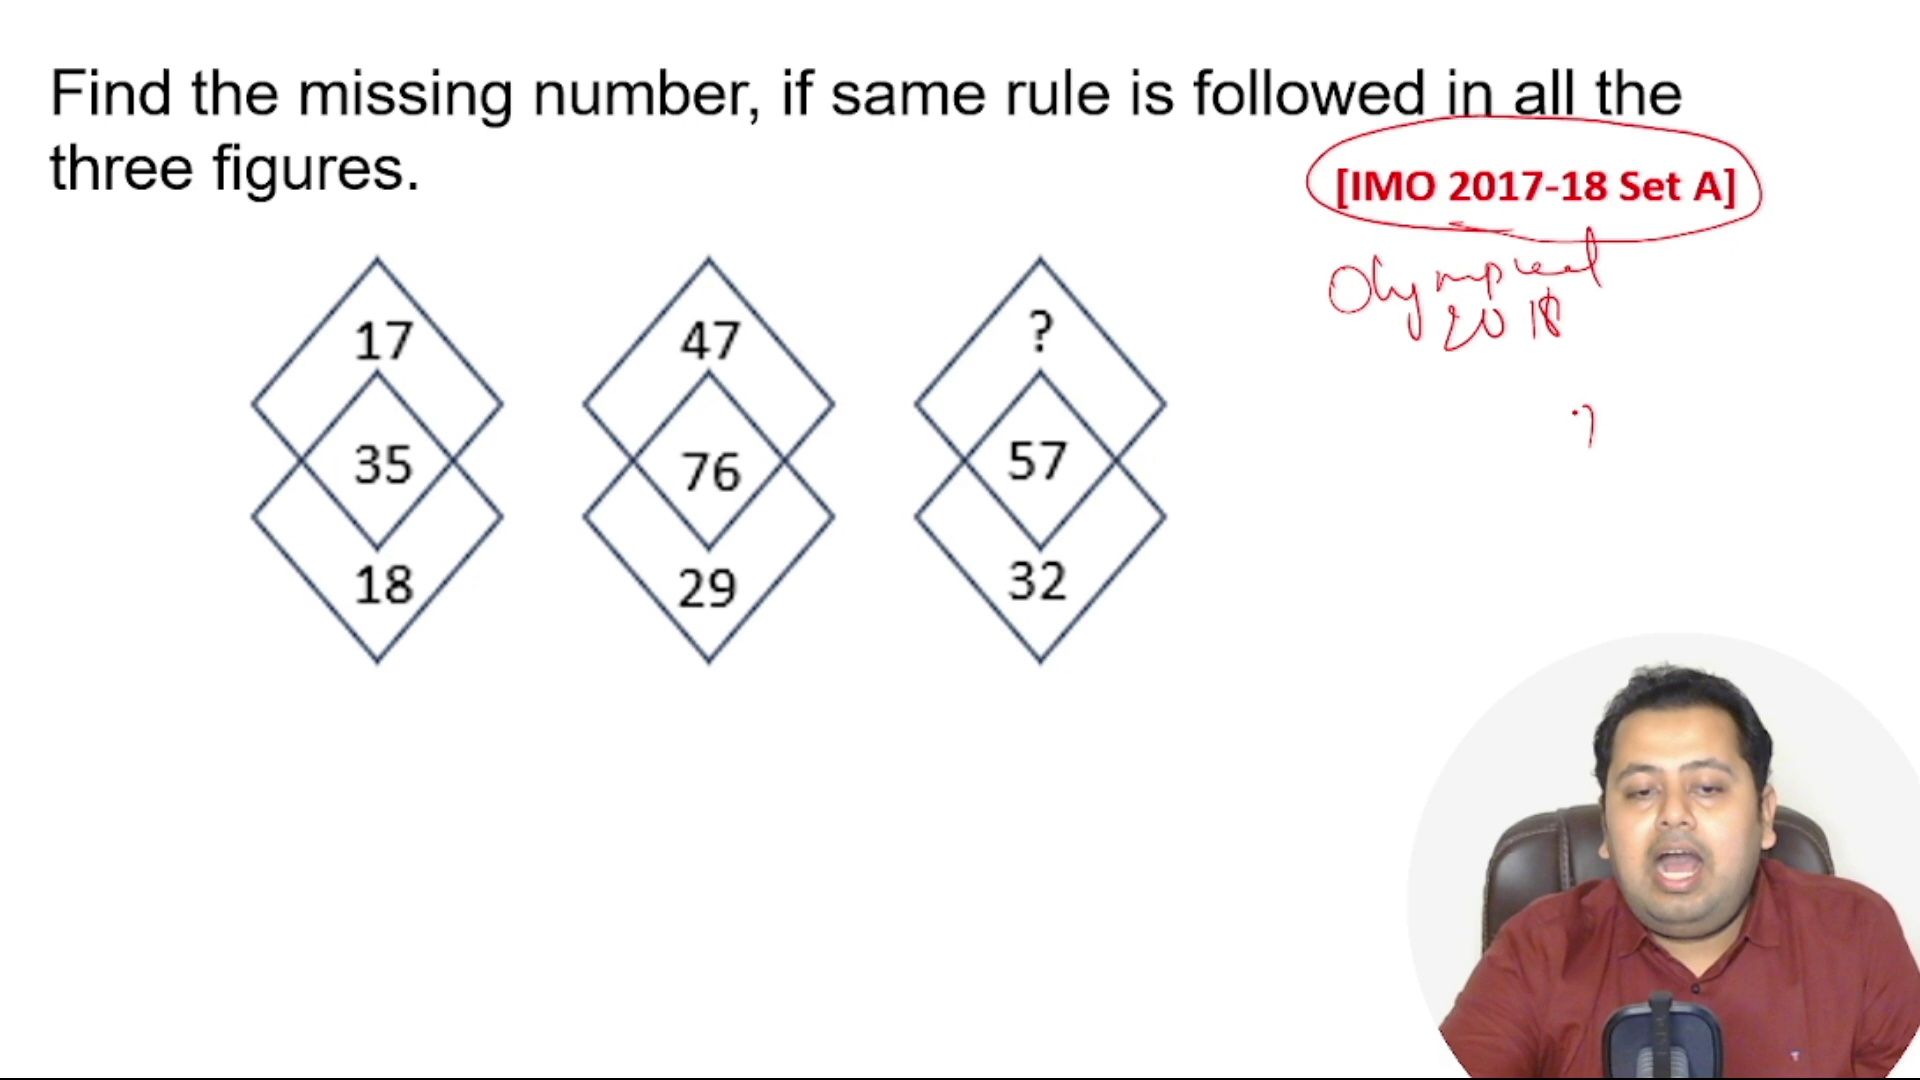 Find the missing number, if same rule is followed in all the
three figures.
[IMO 2017-18 Set A]
Olympiad
2018
17 47 ?
35 76 57
18 29 32